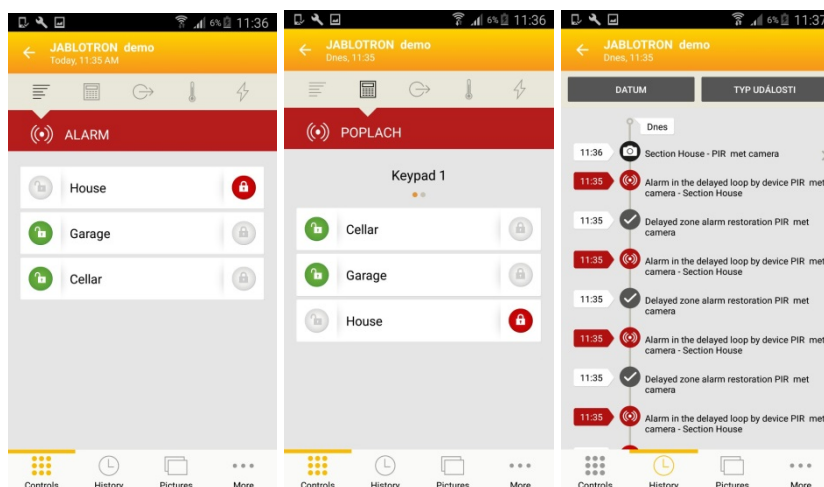 6% 11:36
JABLOTRON demo
Today, 11:35 AM
ALARM
House
Garage
Cellar
Controls History Pictures More
6% 11:36
JABLOTRON demo
Dnes, 11:35
POPLACH
Keypad 1
Cellar
Garage
House
Controls History Pictures More
6% 11:37
JABLOTRON demo
Dnes, 11:35
DATUM TYP UDÁLOSTI
Dnes
11:36 Section House - PIR met camera
11:35 Alarm in the delayed loop by device PIR met
camera - Section House
11:35 Delayed zone alarm restoration PIR met
camera
11:35 Alarm in the delayed loop by device PIR met
camera - Section House
11:35 Delayed zone alarm restoration PIR met
camera
11:35 Alarm in the delayed loop by device PIR met
camera - Section House
11:35 Delayed zone alarm restoration PIR met
camera
11:35 Alarm in the delayed loop by device PIR met
camera - Section House
Controls History Pictures More